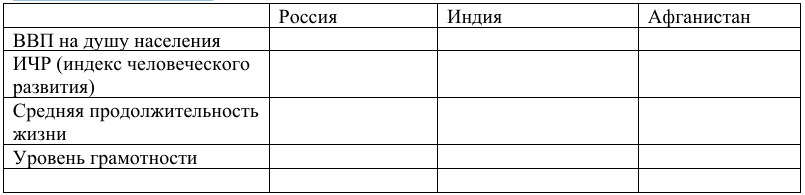 Россия Индия Афганистан
ВВП на душу населения
ИЧР (индекс человеческого
развития)
Средняя продолжительность
жизни
Уровень грамотности